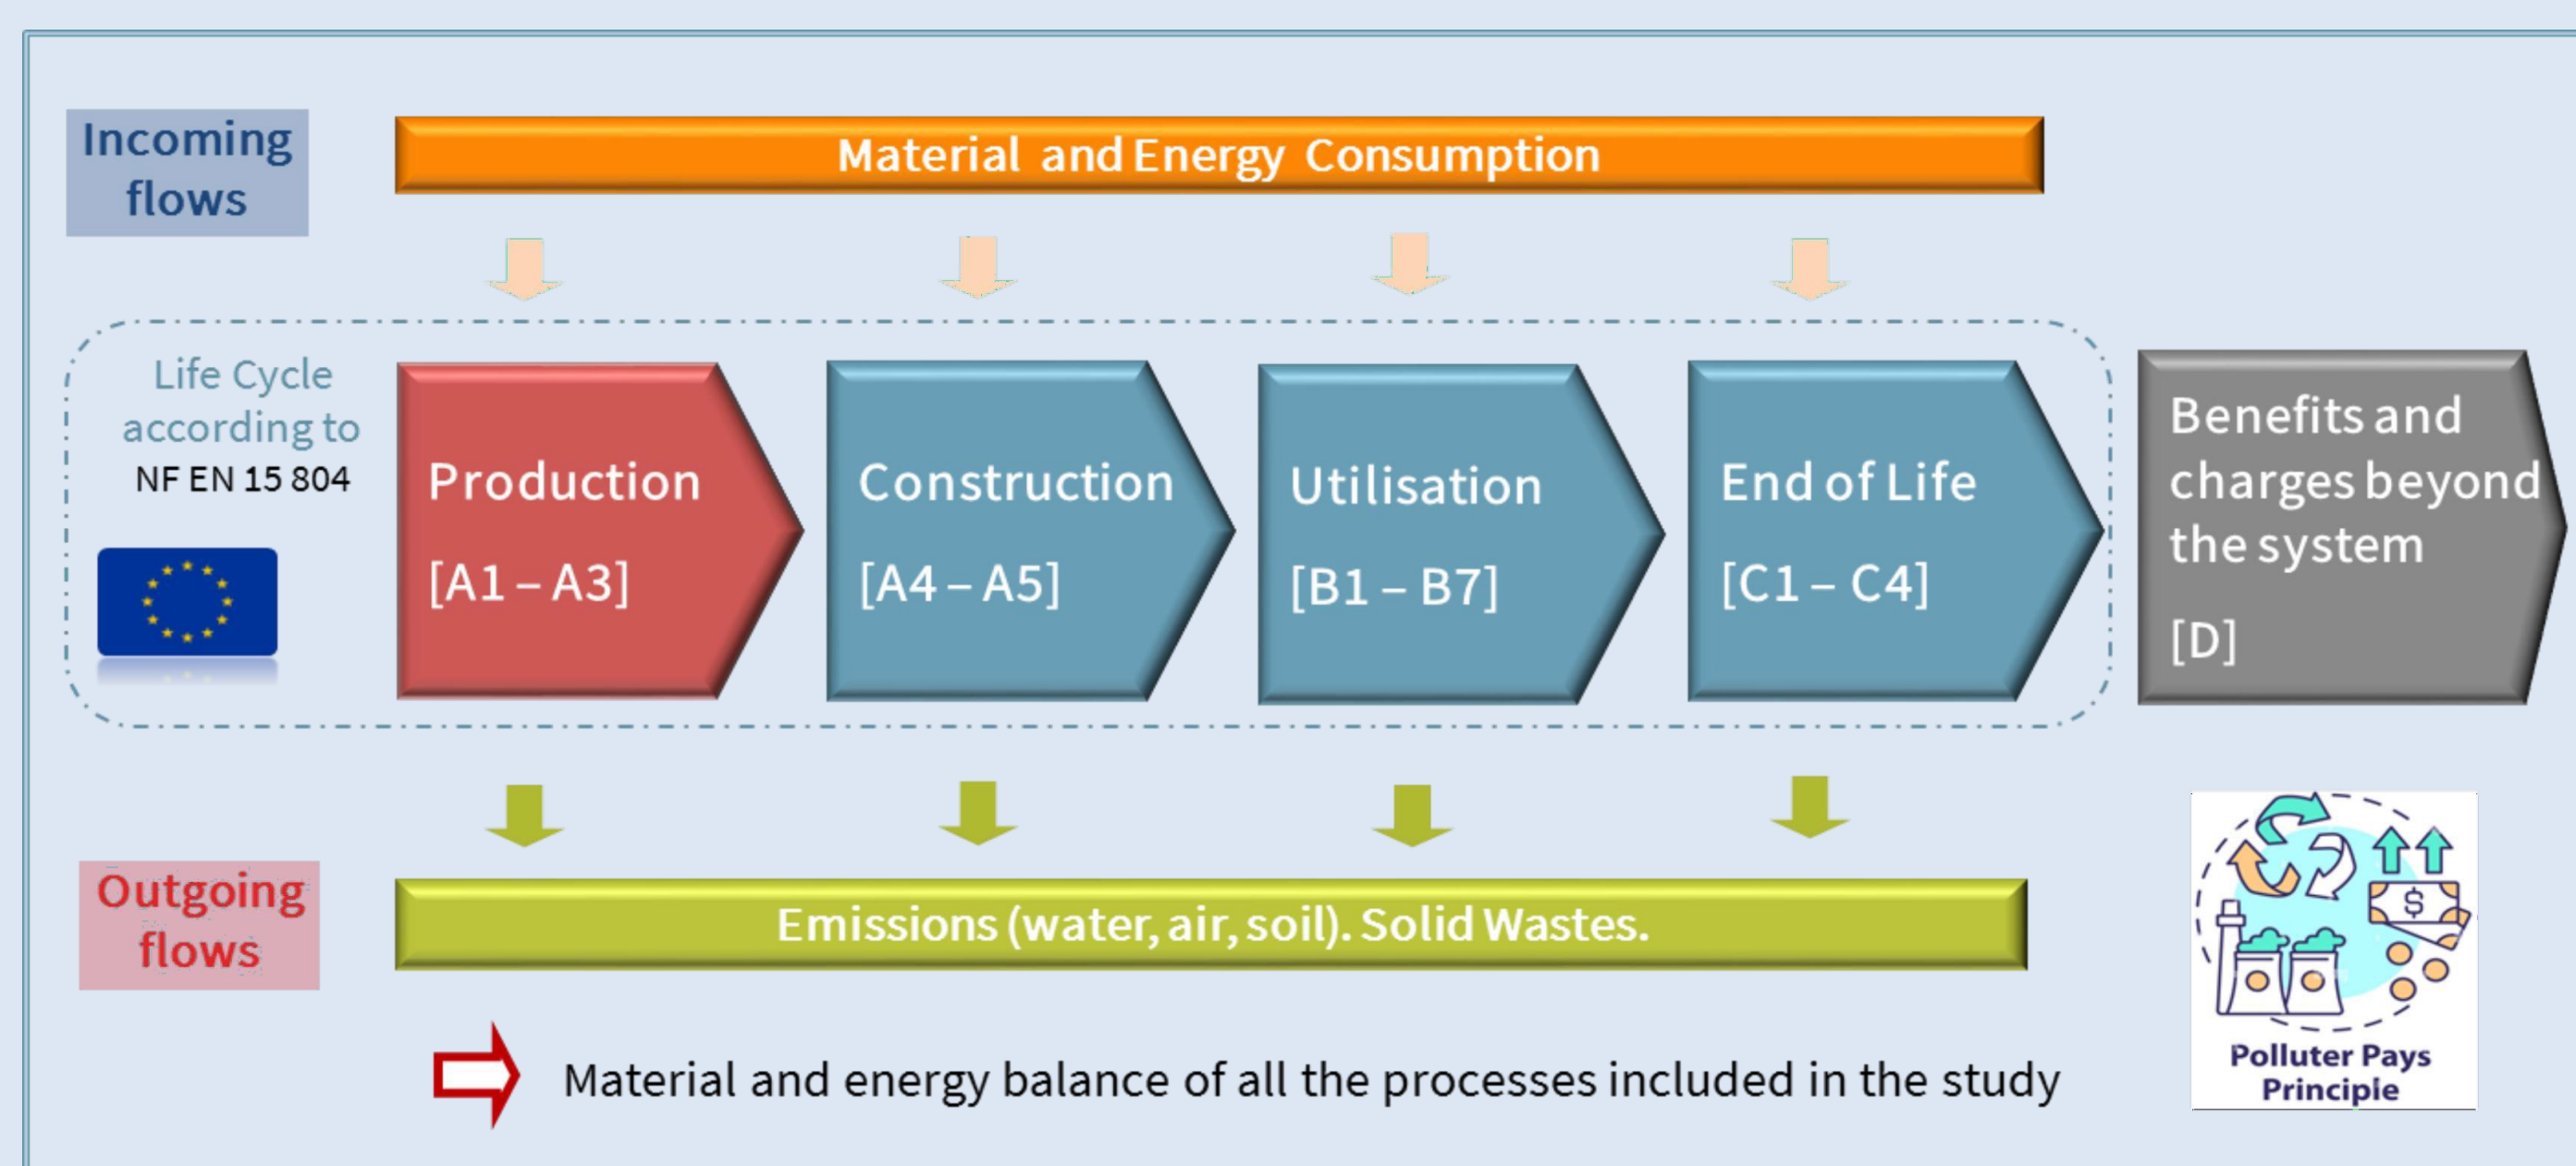 Incoming
flows
Material and Energy Consumption
Life Cycle
according to
NF EN 15 804
Production
[A1 – A3]
Construction
[A4 – A5]
Utilisation
[B1 – B7]
End of Life
[C1 – C4]
Benefits and
charges beyond
the system
[D]
Outgoing
flows
Emissions (water, air, soil). Solid Wastes.
Material and energy balance of all the processes included in the study
$
Polluter Pays
Principle